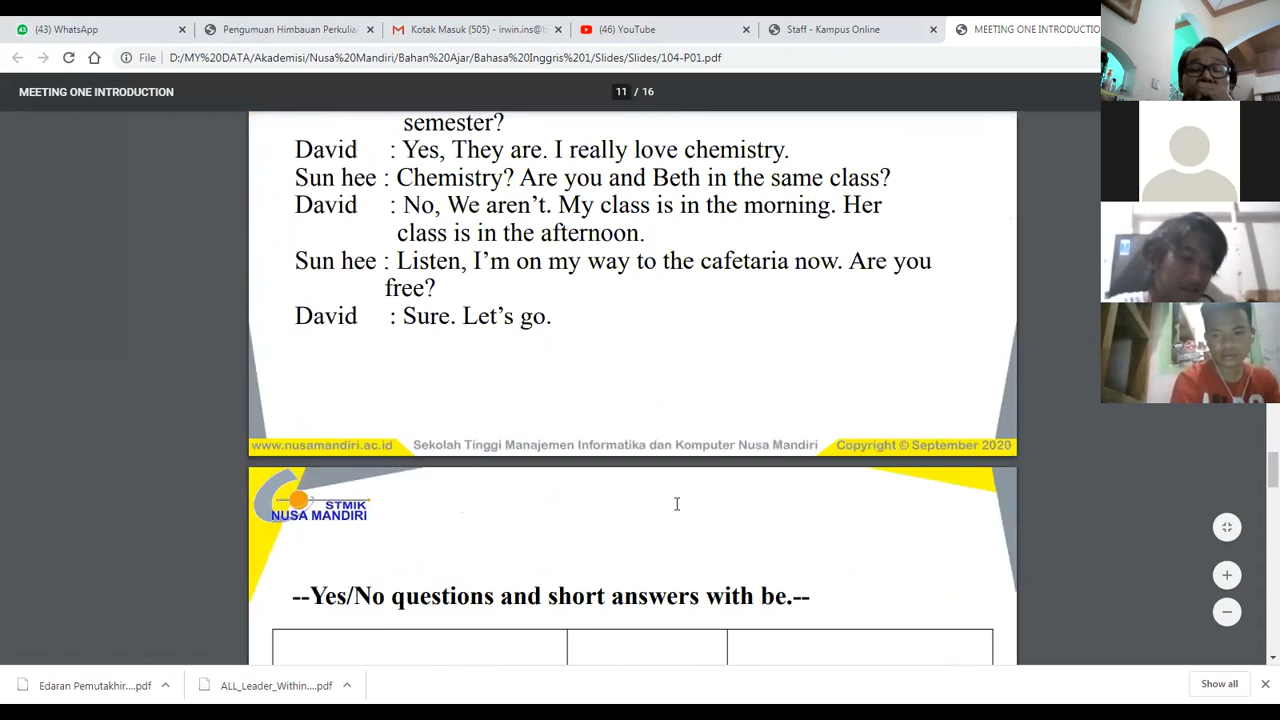 (43) WhatsApp
Pengumuan Himbauan Perkuli
Kotak Masuk (505) - irwin.ins@b
(46) YouTube
Staff - Kampus Online
MEETING ONE INTRODUCTIO
File
D:/MY%20DATA/Akademisi/Nusa%20Mandiri/Bahan%20Ajar/Bahasa%20Inggris%201/Slides/Slides/104-P01.pdf
MEETING ONE INTRODUCTION
11 / 16
semester?
David : Yes, They are. I really love chemistry.
Sun hee : Chemistry? Are you and Beth in the same class?
David : No, We aren't. My class is in the morning. Her
class is in the afternoon.
Sun hee : Listen, I'm on my way to the cafetaria now. Are you
free?
David : Sure. Let's go.
www.nusamandiri.ac.id Sekolah Tinggi Manajemen Informatika dan Komputer Nusa Mandiri Copyright © September 2020
STMIK
NUSA MANDIRI
--Yes/No questions and short answers with be.--
Edaran Pemutakhir....pdf
ALL_Leader_Within....pdf
Show all